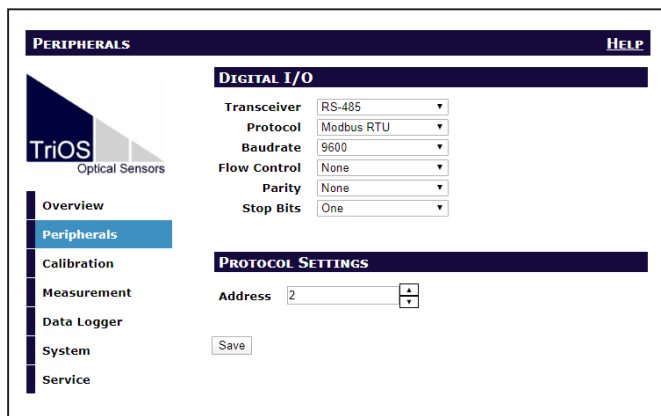 PERIPHERALS HELP
TriOS
Optical Sensors
Overview
Peripherals
Calibration
Measurement
Data Logger
System
Service
DIGITAL I/O
Transceiver RS-485
Protocol Modbus RTU
Baudrate 9600
Flow Control None
Parity None
Stop Bits One
PROTOCOL SETTINGS
Address 2
Save